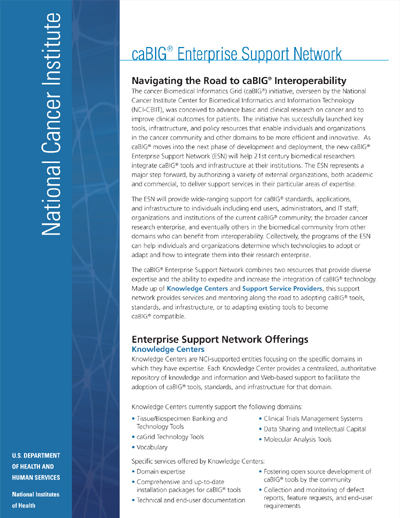 National Cancer Institute
caBIG® Enterprise Support Network
Navigating the Road to caBIG® Interoperability
The cancer Biomedical Informatics Grid (caBIG®) initiative, overseen by the National
Cancer Institute Center for Biomedical Informatics and Information Technology
(NCI-CBIIT), was conceived to advance basic and clinical research on cancer and to
improve clinical outcomes for patients. The initiative has successfully launched key
tools, infrastructure, and policy resources that enable individuals and organizations
in the cancer community and other domains to be more efficient and innovative. As
caBIG® moves into the next phase of development and deployment, the new caBIG®
Enterprise Support Network (ESN) will help 21st century biomedical researchers
integrate caBIG® tools and infrastructure at their institutions. The ESN represents a
major step forward, by authorizing a variety of external organizations, both academic
and commercial, to deliver support services in their particular areas of expertise.
The ESN will provide wide-ranging support for caBIG® standards, applications,
and infrastructure to individuals including end users, administrators, and IT staff;
organizations and institutions of the current caBIG® community; the broader cancer
research enterprise, and eventually others in the biomedical community from other
domains who can benefit from interoperability. Collectively, the programs of the ESN
can help individuals and organizations determine which technologies to adopt or
adapt and how to integrate them into their research enterprise.
The caBIG® Enterprise Support Network combines two resources that provide diverse
expertise and the ability to expedite and increase the integration of caBIG® technology.
Made up of Knowledge Centers and Support Service Providers, this support
network provides services and mentoring along the road to adopting caBIG® tools,
standards, and infrastructure, or to adapting existing tools to become
caBIG® compatible.
Enterprise Support Network Offerings
Knowledge Centers
Knowledge Centers are NCI-supported entities focusing on the specific domains in
which they have expertise. Each Knowledge Center provides a centralized, authoritative
repository of knowledge and information and Web-based support to facilitate the
adoption of caBIG® tools, standards, and infrastructure for that domain.
Knowledge Centers currently support the following domains:
• Tissue/Biospecimen Banking and
Technology Tools
• caGrid Technology Tools
• Vocabulary
• Clinical Trials Management Systems
• Data Sharing and Intellectual Capital
• Molecular Analysis Tools
Specific services offered by Knowledge Centers:
• Domain expertise
• Comprehensive and up-to-date
installation packages for caBIG® tools
• Technical and end-user documentation
• Fostering open source development of
caBIG® tools by the community
• Collection and monitoring of defect
reports, feature requests, and end-user
requirements
U.S. DEPARTMENT
OF HEALTH AND
HUMAN SERVICES
National Institutes
of Health